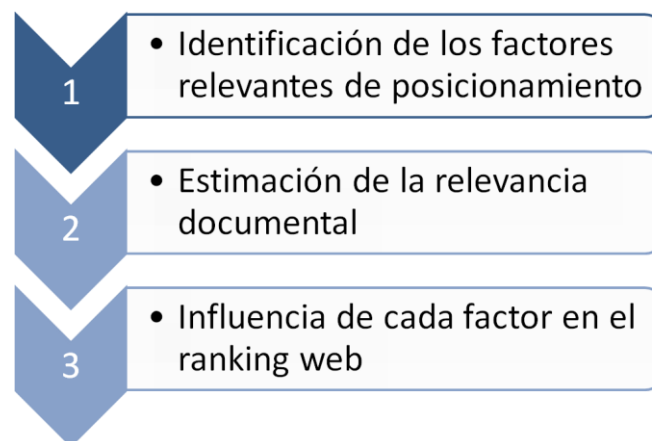 1
• Identificación de los factores
relevantes de posicionamiento
2
• Estimación de la relevancia
documental
3
• Influencia de cada factor en el
ranking web